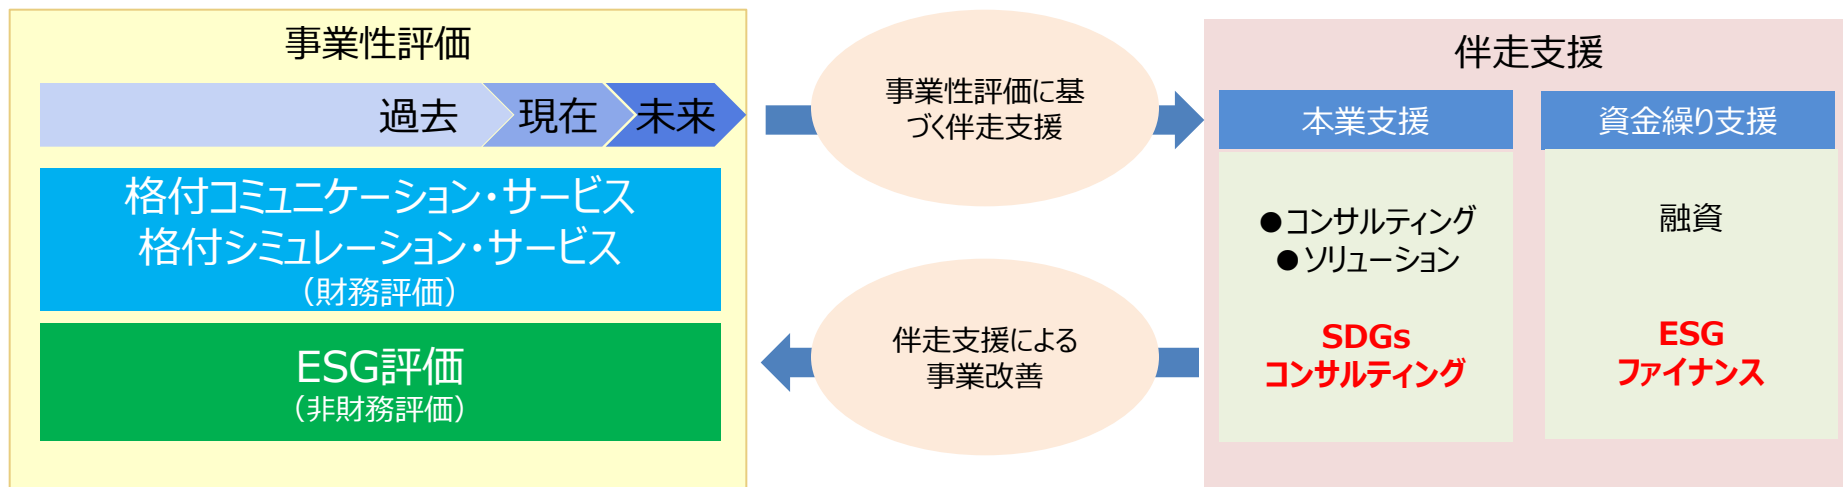 事業性評価
過去 現在 未来
格付コミュニケーション・サービス
格付シミュレーション・サービス
（財務評価）
ESG評価
（非財務評価）
事業性評価に基
づく伴走支援
伴走支援による
事業改善
伴走支援
本業支援
●コンサルティング
●ソリューション
SDGs
コンサルティング
資金繰り支援
融資
ESG
ファイナンス